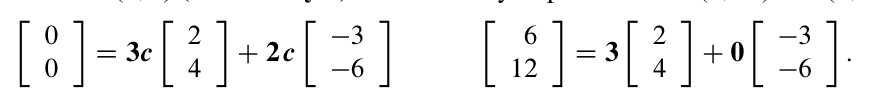 [ 0 0 ] = 3c [ 2 4 ] + 2c [ −3 −6 ]    [ 6 12 ] = 3 [ 2 4 ] + 0 [ −3 −6 ] .